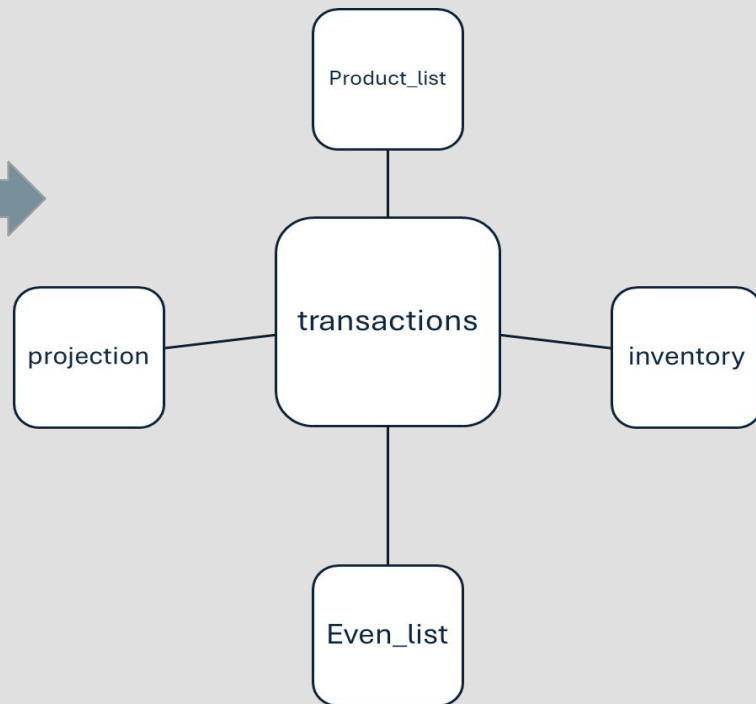 Product_list
transactions
projection
inventory
Even_list